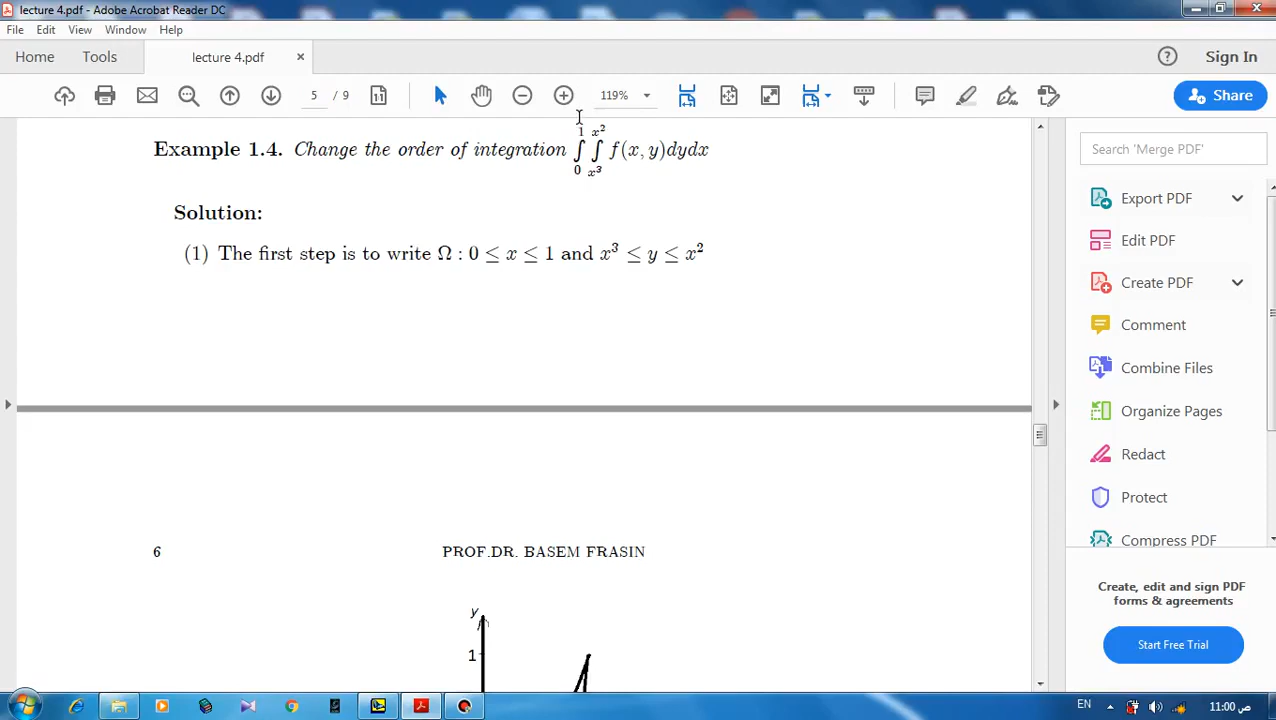 lecture 4.pdf - Adobe Acrobat Reader DC
File Edit View Window Help
Home Tools lecture 4.pdf × ? Sign In
5 / 9 119% Share
Example 1.4. Change the order of integration ∫₀¹ ∫_{x³}^{x²} f(x, y)dydx
Solution:
(1) The first step is to write Ω : 0 ≤ x ≤ 1 and x³ ≤ y ≤ x²
6 PROF.DR. BASEM FRASIN
y
1
Search 'Merge PDF'
Export PDF
Edit PDF
Create PDF
Comment
Combine Files
Organize Pages
Redact
Protect
Compress PDF
Create, edit and sign PDF
forms & agreements
Start Free Trial
EN 11:00 ص